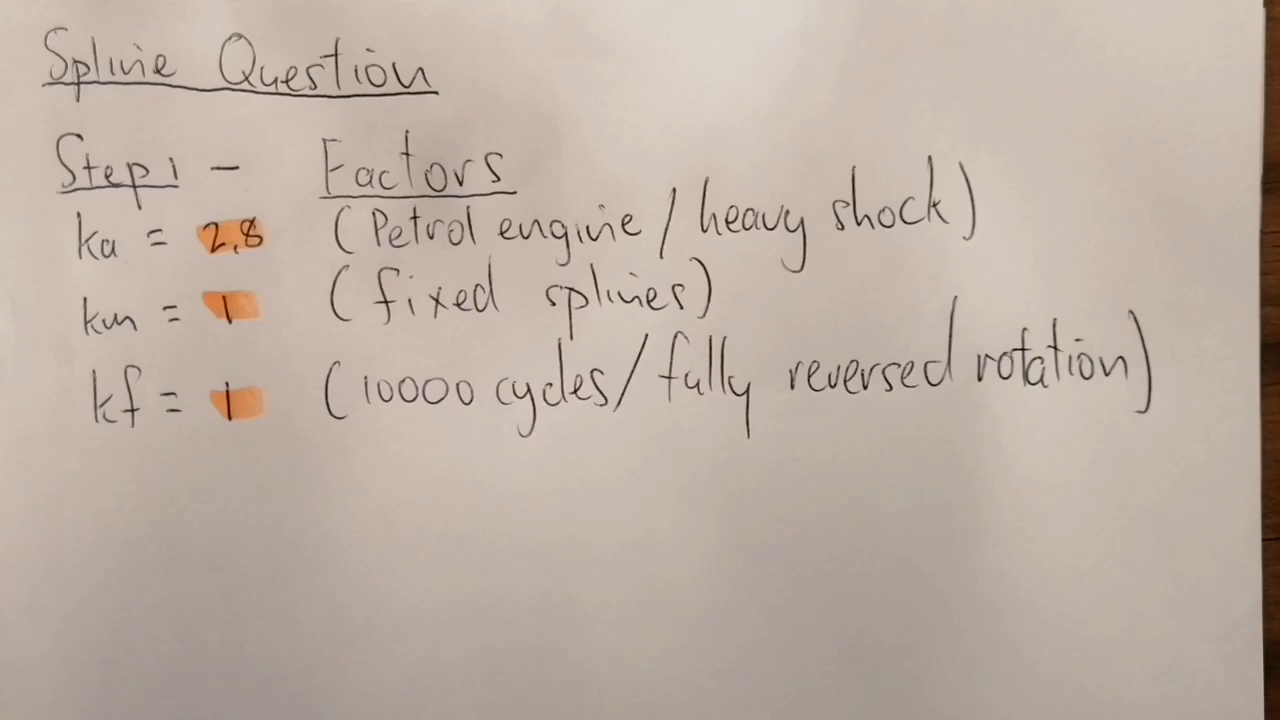 Spline Question
Step 1 - Factors
ka = 2.8 (Petrol engine / heavy shock)
km = 1 (fixed splines)
kf = 1 (10000 cycles / fully reversed rotation)